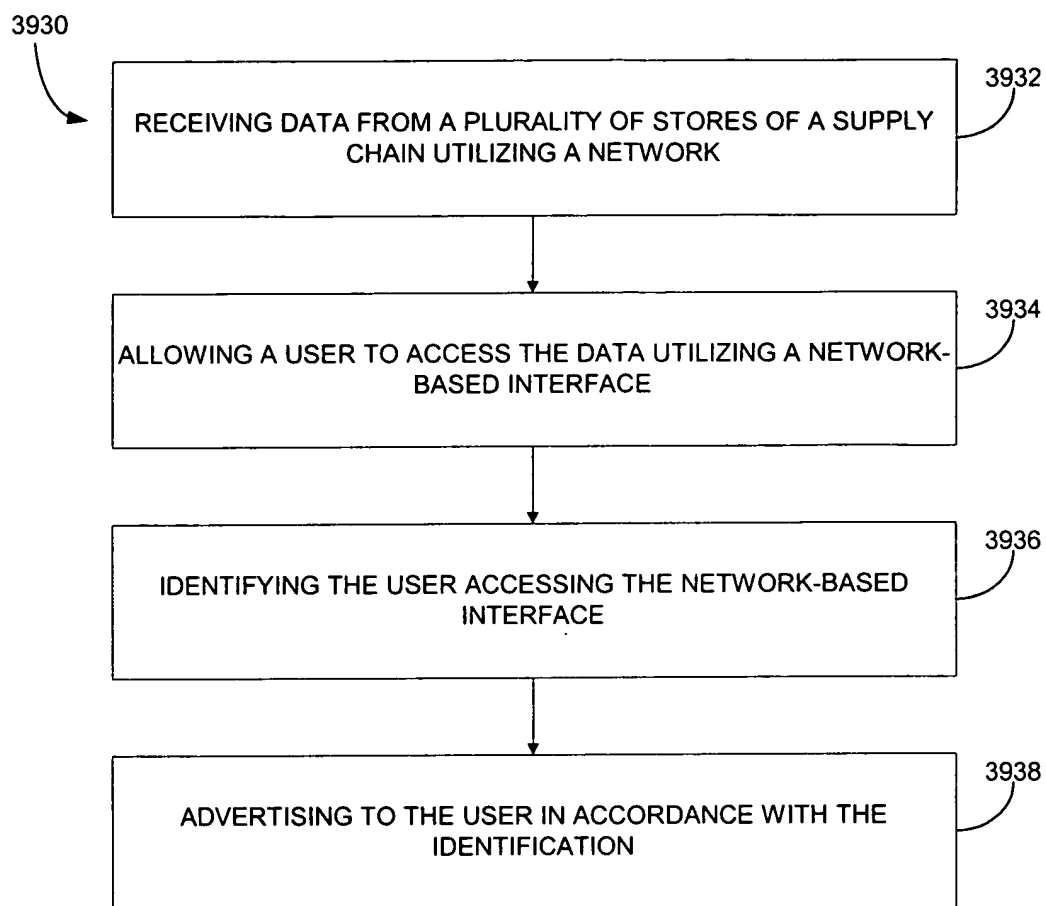 3930
3932
RECEIVING DATA FROM A PLURALITY OF STORES OF A SUPPLY
CHAIN UTILIZING A NETWORK
3934
ALLOWING A USER TO ACCESS THE DATA UTILIZING A NETWORK-
BASED INTERFACE
3936
IDENTIFYING THE USER ACCESSING THE NETWORK-BASED
INTERFACE
3938
ADVERTISING TO THE USER IN ACCORDANCE WITH THE
IDENTIFICATION